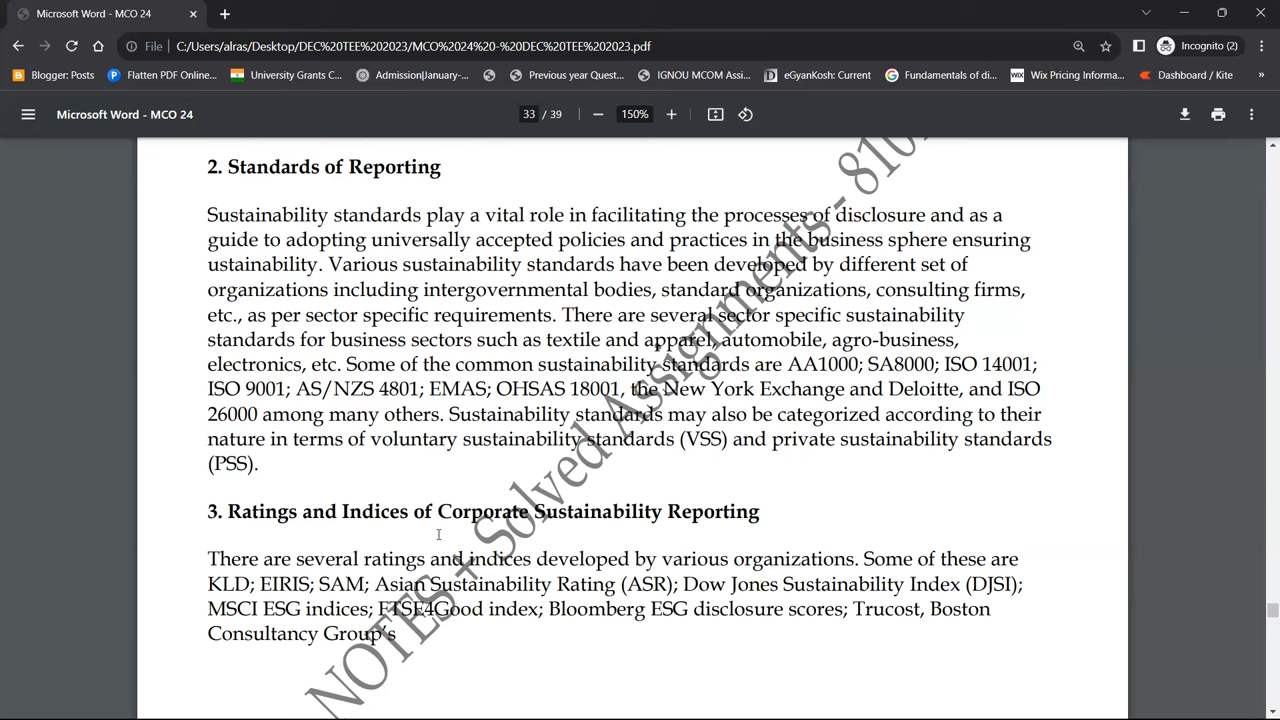 Microsoft Word - MCO 24
File
C:/Users/alras/Desktop/DEC%20TEE%202023/MCO%2024%20-%20DEC%20TEE%202023.pdf
Incognito (2)
Blogger: Posts
Flatten PDF Online...
University Grants C...
Admission|January-...
Previous year Quest...
IGNOU MCOM Assi...
eGyanKosh: Current
Fundamentals of di...
WIX
Wix Pricing Informa...
Dashboard / Kite
»
Microsoft Word - MCO 24
33 / 39
150%
2. Standards of Reporting
Sustainability standards play a vital role in facilitating the processes of disclosure and as a
guide to adopting universally accepted policies and practices in the business sphere ensuring
ustainability. Various sustainability standards have been developed by different set of
organizations including intergovernmental bodies, standard organizations, consulting firms,
etc., as per sector specific requirements. There are several sector specific sustainability
standards for business sectors such as textile and apparel, automobile, agro-business,
electronics, etc. Some of the common sustainability standards are AA1000; SA8000; ISO 14001;
ISO 9001; AS/NZS 4801; EMAS; OHSAS 18001, the New York Exchange and Deloitte, and ISO
26000 among many others. Sustainability standards may also be categorized according to their
nature in terms of voluntary sustainability standards (VSS) and private sustainability standards
(PSS).
3. Ratings and Indices of Corporate Sustainability Reporting
There are several ratings and indices developed by various organizations. Some of these are
KLD; EIRIS; SAM; Asian Sustainability Rating (ASR); Dow Jones Sustainability Index (DJSI);
MSCI ESG indices; FTSE4Good index; Bloomberg ESG disclosure scores; Trucost, Boston
Consultancy Group's
NOTES + Solved Assignments - 810